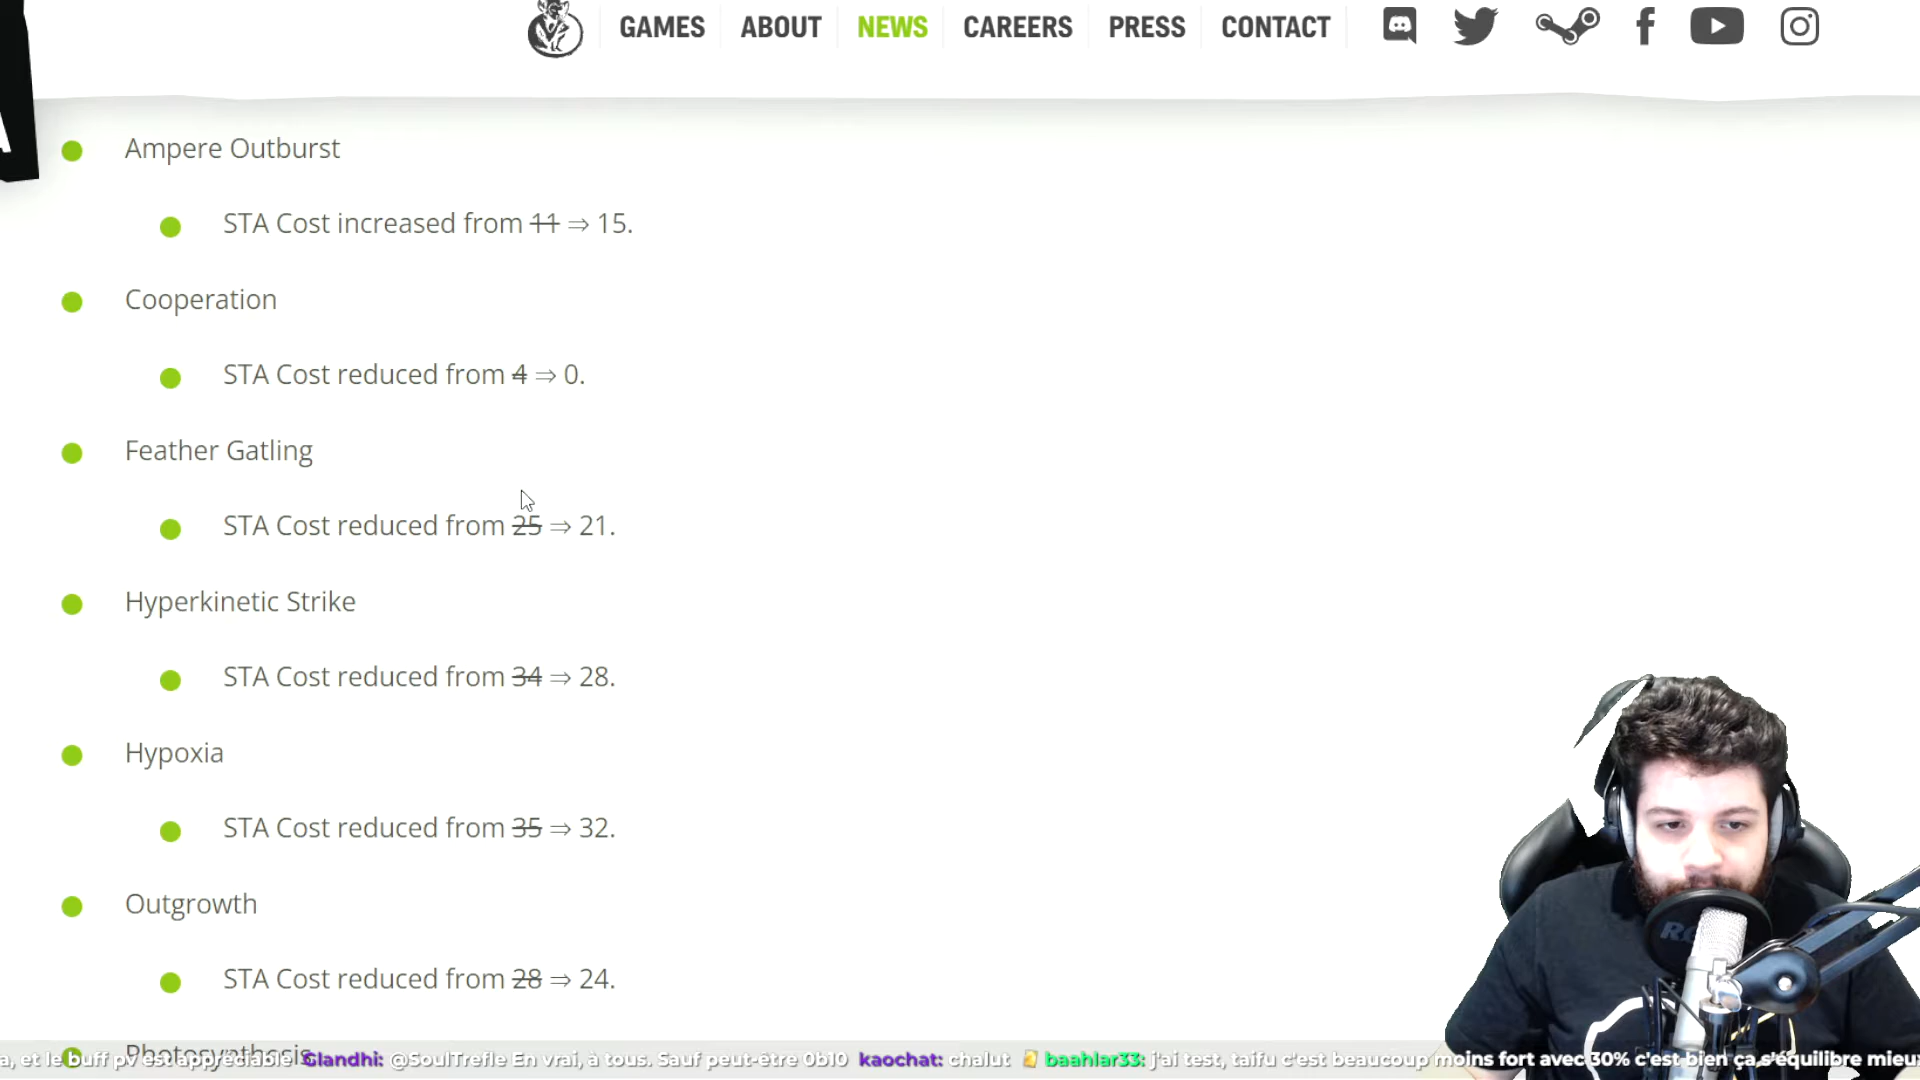 GAMES ABOUT NEWS CAREERS PRESS CONTACT
Ampere Outburst
STA Cost increased from 11 ⇒ 15.
Cooperation
STA Cost reduced from 4 ⇒ 0.
Feather Gatling
STA Cost reduced from 25 ⇒ 21.
Hyperkinetic Strike
STA Cost reduced from 34 ⇒ 28.
Hypoxia
STA Cost reduced from 35 ⇒ 32.
Outgrowth
STA Cost reduced from 28 ⇒ 24.
Photosynthesis
a, et le buff pv est appréciable Glandhi: @SoulTrefle En vrai, à tous. Sauf peut-être 0b10 kaochat: chalut baahlar33: j'ai test, taifu c'est beaucoup moins fort avec 30% c'est bien ça s'équilibre mieux